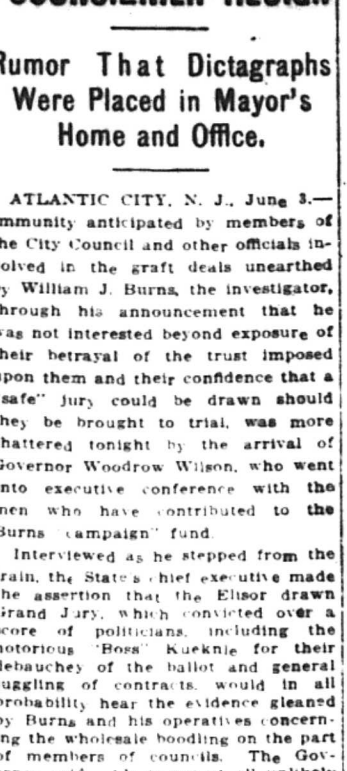 COUNCILMEN RESIGN
Rumor That Dictagraphs
Were Placed in Mayor's
Home and Office.
ATLANTIC CITY, N. J., June 3.—
mmunity anticipated by members of
he City Council and other officials in-
olved in the graft deals unearthed
y William J. Burns, the investigator,
hrough his announcement that he
as not interested beyond exposure of
heir betrayal of the trust imposed
pon them and their confidence that a
safe" jury could be drawn should
hey be brought to trial, was more
hattered tonight by the arrival of
overnor Woodrow Wilson, who went
nto executive conference with the
men who have contributed to the
Burns campaign" fund.
Interviewed as he stepped from the
rain, the State's chief executive made
he assertion that the Elisor drawn
Grand Jury, which convicted over a
core of politicians, including the
notorious "Boss" Kueknle for their
debauchey of the ballot and general
uggling of contracts, would in all
probability hear the evidence gleaned
by Burns and his operatives concern-
ng the wholesale boodling on the part
of members of councils. The Gov-